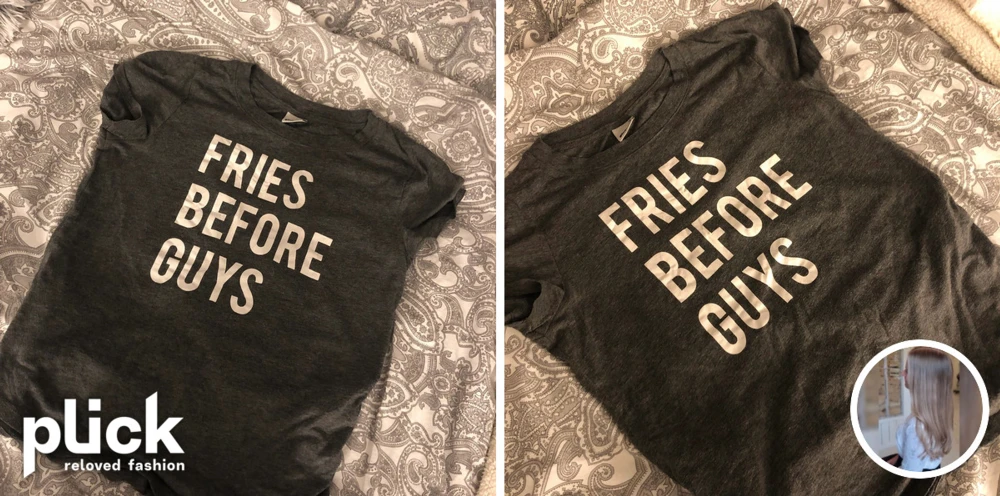 FRIES
BEFORE
GUYS
plick
reloved fashion
FRIES
BEFORE
GUYS